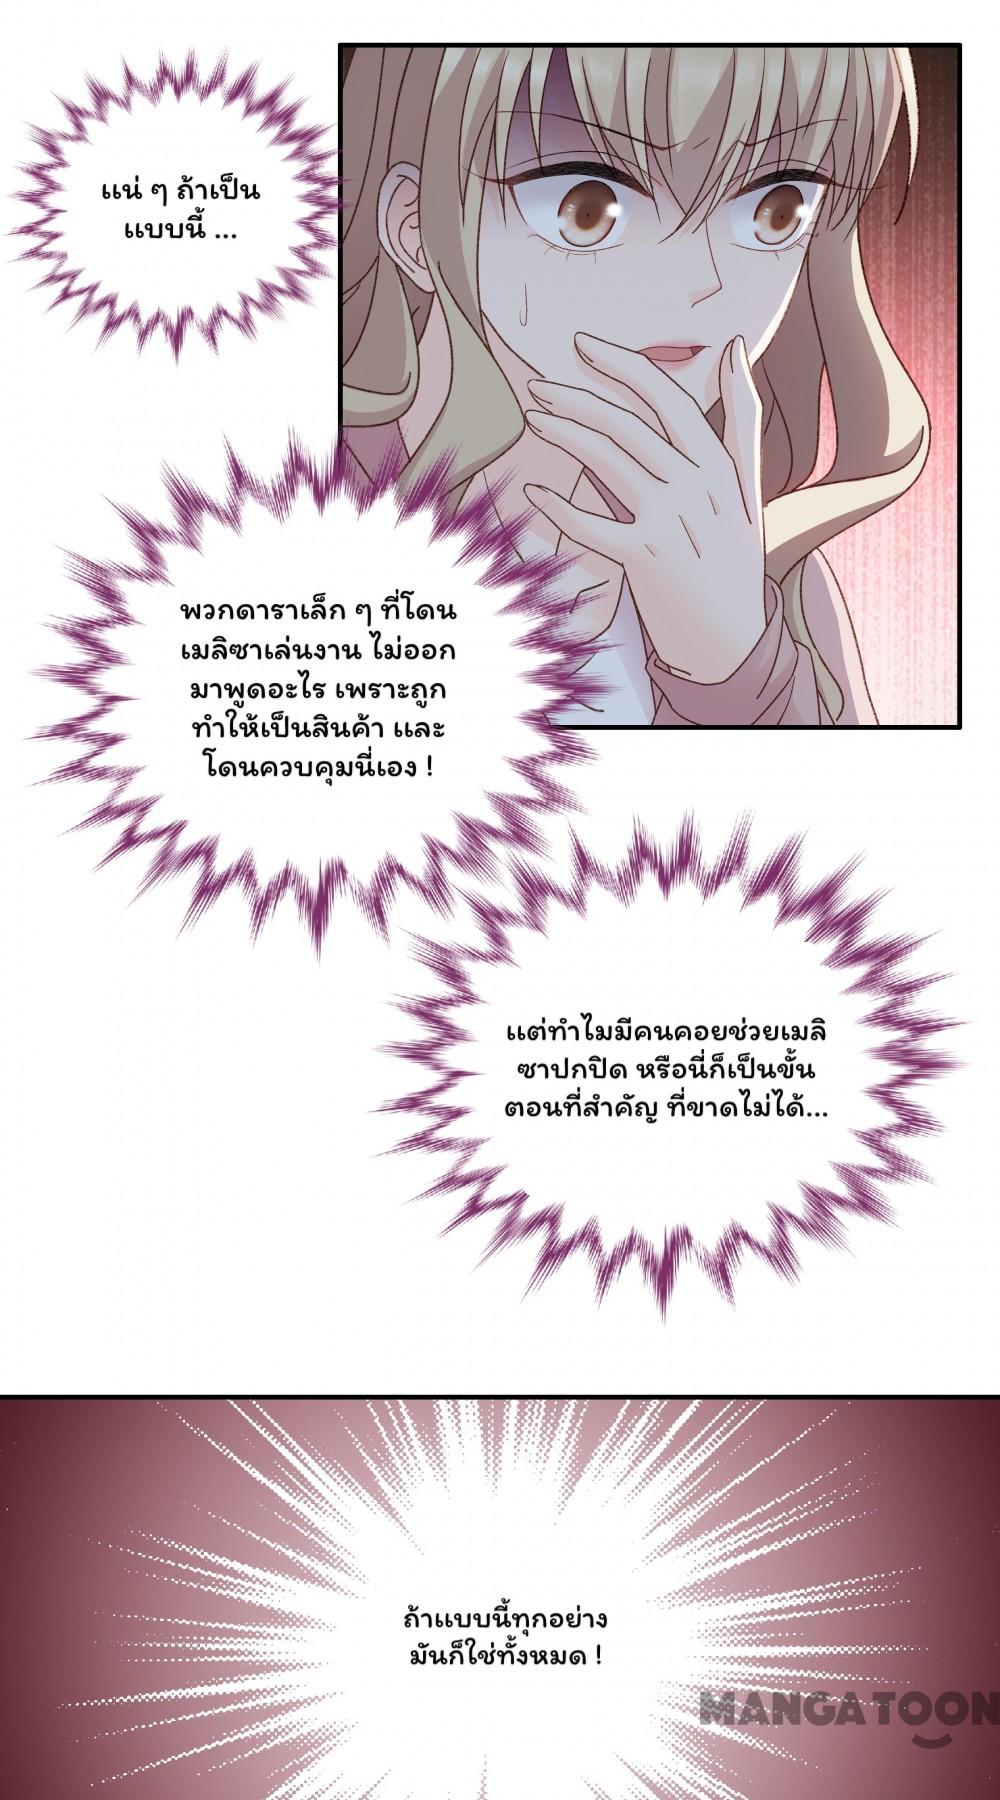 แน่ ๆ ถ้าเป็น
แบบนี้ ...
พวกดาราเล็ก ๆ ที่โดน
เมลิซาเล่นงาน ไม่ออก
มาพูดอะไร เพราะถูก
ทำให้เป็นสินค้า และ
โดนควบคุมนี่เอง !
แต่ทำไมมีคนคอยช่วยเมลิ
ซาปกปิด หรือนี่ก็เป็นขั้น
ตอนที่สำคัญ ที่ขาดไม่ได้...
ถ้าแบบนี้ทุกอย่าง
มันก็ใช่ทั้งหมด !
MANGATOON